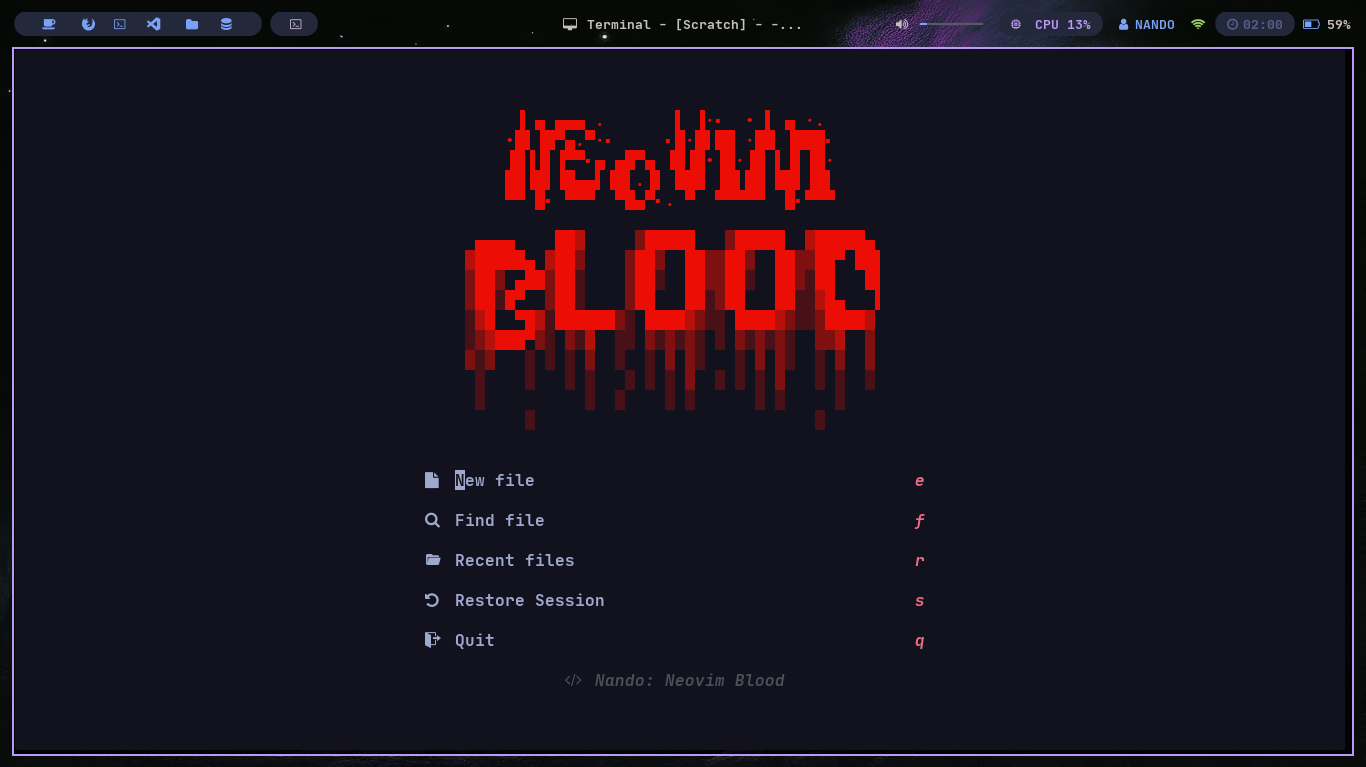 Terminal - [Scratch] - -...
CPU 13%
NANDO
02:00
59%
NEOVIM
BLOOD
New file e
Find file f
Recent files r
Restore Session s
Quit q
Nando: Neovim Blood